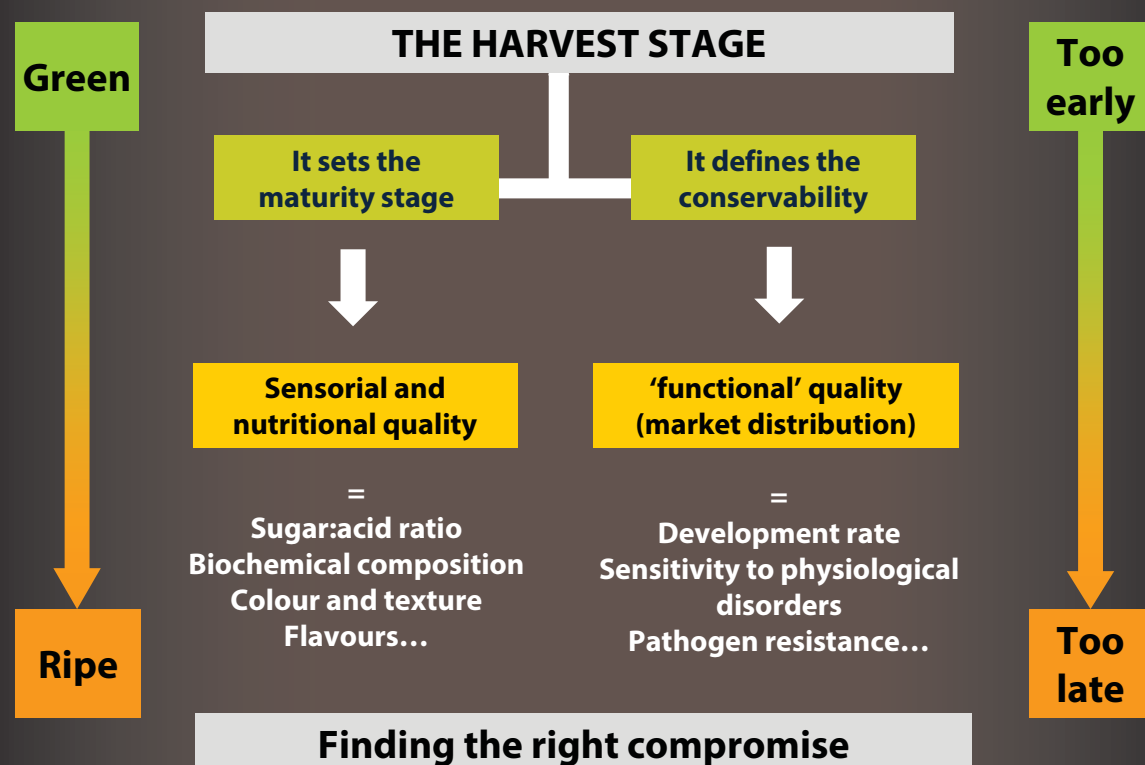 THE HARVEST STAGE
Green
Too
early
It sets the
maturity stage
It defines the
conservability
Sensorial and
nutritional quality
‘functional’ quality
(market distribution)
=
Sugar:acid ratio
Biochemical composition
Colour and texture
Flavours…
=
Development rate
Sensitivity to physiological
disorders
Pathogen resistance…
Ripe
Too
late
Finding the right compromise